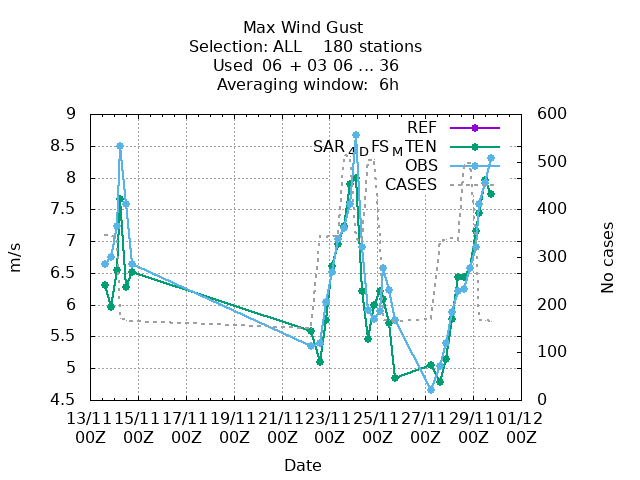 Max Wind Gust
Selection: ALL    180 stations
Used  06 + 03 06 ... 36
Averaging window:  6h
m/s
9
8.5
8
7.5
7
6.5
6
5.5
5
4.5
REF
SAR4DFSMTEN
OBS
CASES
600
500
400
300
200
100
0
No cases
13/11 15/11 17/11 19/11 21/11 23/11 25/11 27/11 29/11 01/12
00Z 00Z 00Z 00Z 00Z 00Z 00Z 00Z 00Z 00Z
Date